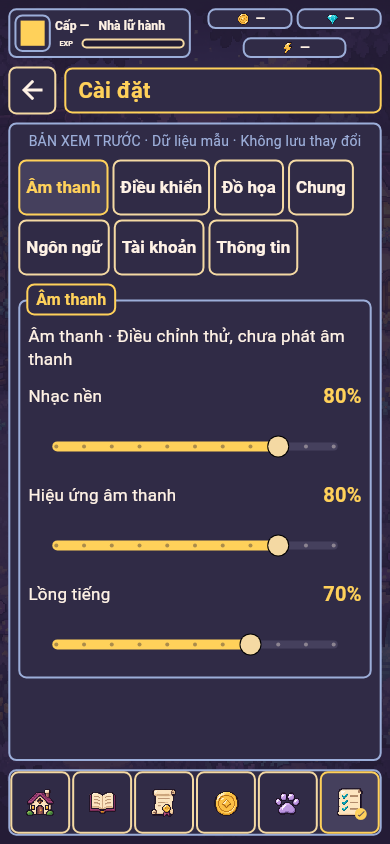 Cấp — Nhà lữ hành
EXP
—
—
—
Cài đặt
BẢN XEM TRƯỚC · Dữ liệu mẫu · Không lưu thay đổi
Âm thanh Điều khiển Đồ họa Chung
Ngôn ngữ Tài khoản Thông tin
Âm thanh
Âm thanh · Điều chỉnh thử, chưa phát âm
thanh
Nhạc nền 80%
Hiệu ứng âm thanh 80%
Lồng tiếng 70%